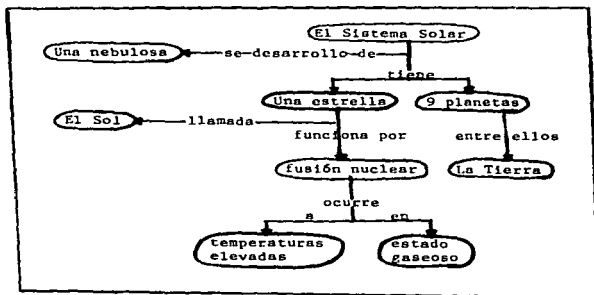 El Sistema Solar
Una nebulosa
se desarrollo de
tiene
Una estrella
9 planetas
El Sol
llamada
funciona por
entre ellos
fusión nuclear
La Tierra
ocurre
a
en
temperaturas
elevadas
estado
gaseoso